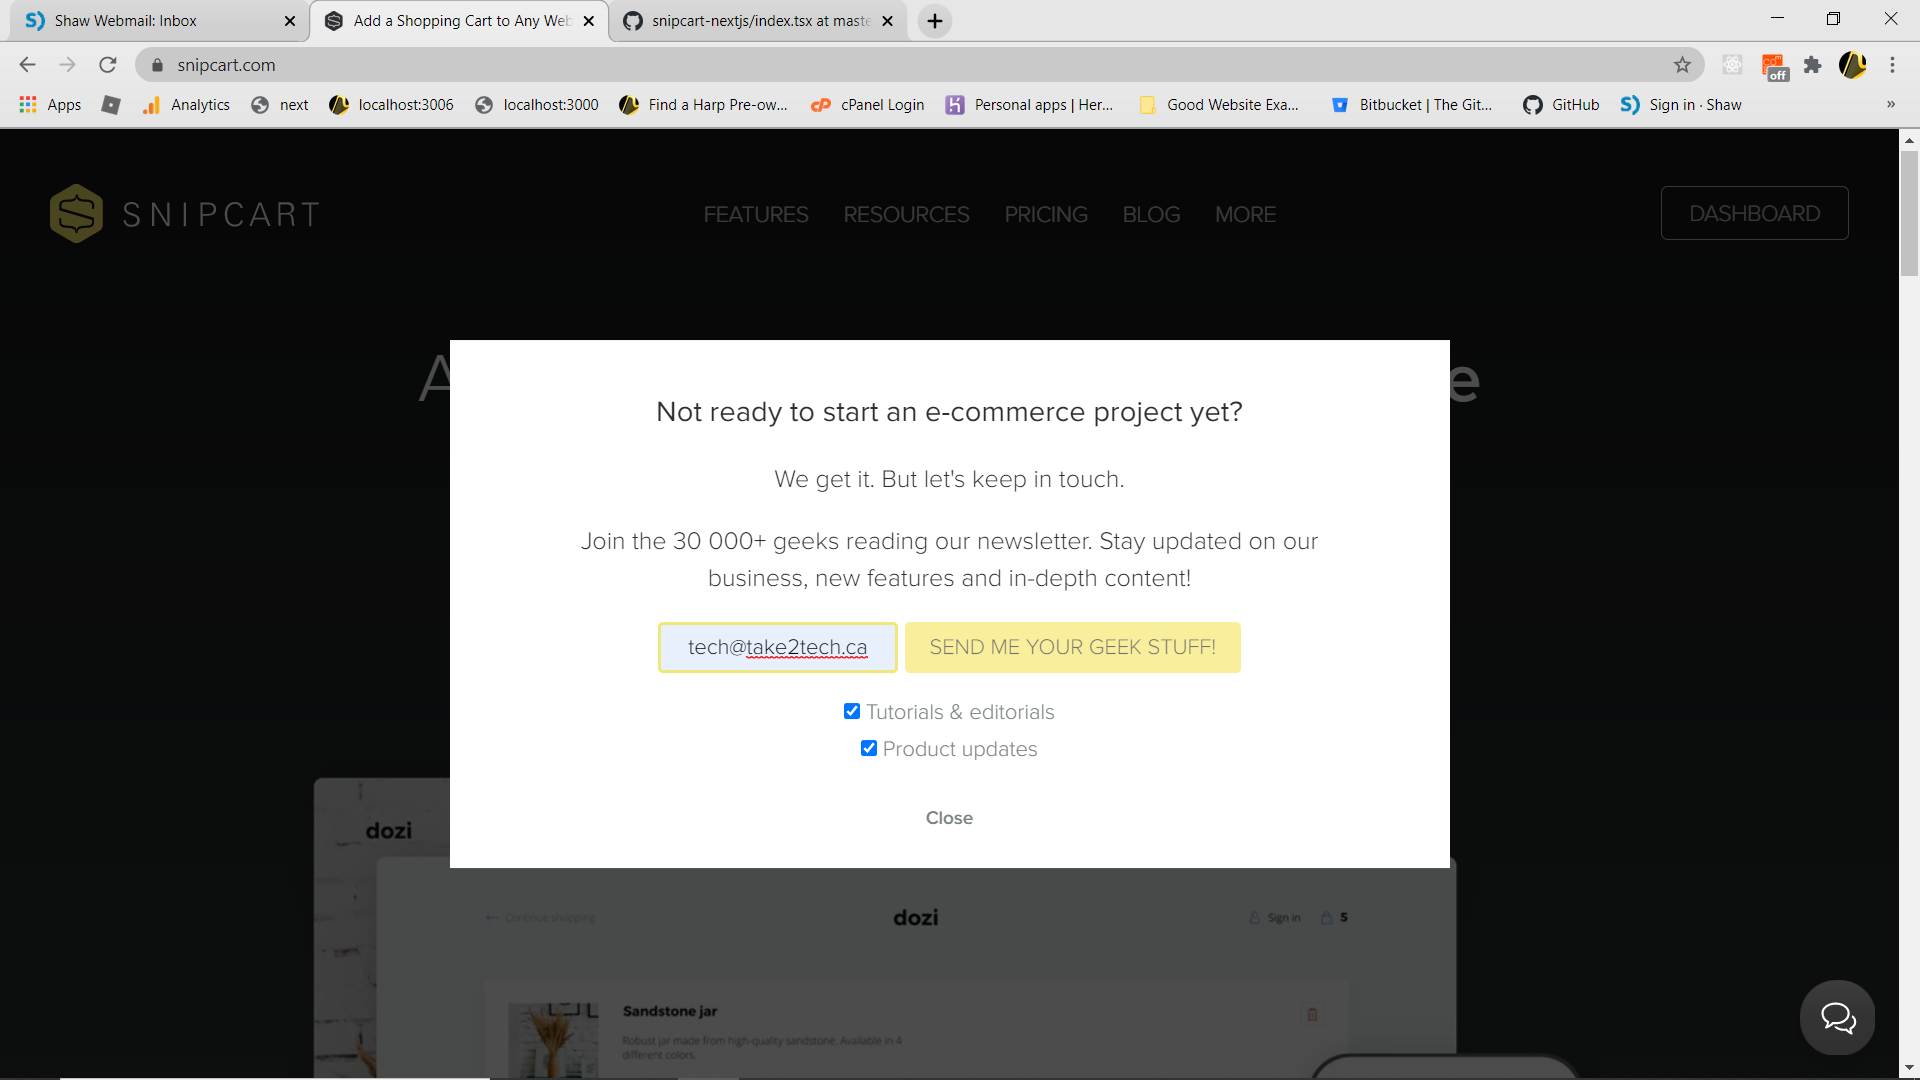 Shaw Webmail: Inbox
Add a Shopping Cart to Any Web
snipcart-nextjs/index.tsx at maste
snipcart.com
off
Apps
Analytics
next
localhost:3006
localhost:3000
Find a Harp Pre-ow...
cPanel Login
Personal apps | Her...
Good Website Exa...
Bitbucket | The Git...
GitHub
Sign in · Shaw
»
SNIPCART
FEATURES
RESOURCES
PRICING
BLOG
MORE
DASHBOARD
A
e
Not ready to start an e-commerce project yet?
We get it. But let's keep in touch.
Join the 30 000+ geeks reading our newsletter. Stay updated on our
business, new features and in-depth content!
tech@take2tech.ca
SEND ME YOUR GEEK STUFF!
Tutorials & editorials
Product updates
Close
dozi
Continue shopping
dozi
Sign in
5
Sandstone jar
Robust jar made from high-quality sandstone. Available in 4
different colors.